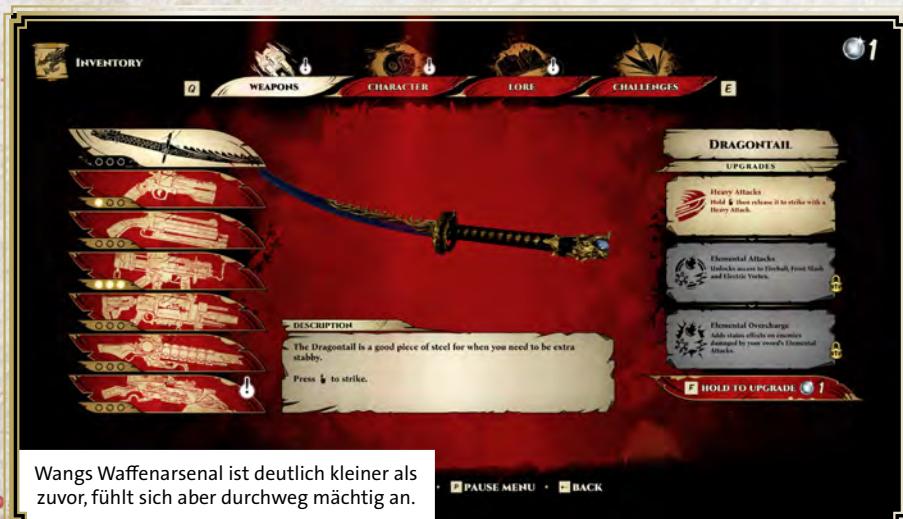 INVENTORY
1
Q
WEAPONS
CHARACTER
LORE
CHALLENGES
E
DRAGONTAIL
UPGRADES
Heavy Attacks
Hold then release it to strike with a
Heavy Attack.
Elemental Attacks
Unlocks access to Fireball, Frost Slash
and Electric Vortex.
Elemental Overcharge
Adds status effects on enemies
damaged by your sword's Elemental
Attacks.
F HOLD TO UPGRADE 1
DESCRIPTION
The Dragontail is a good piece of steel for when you need to be extra
stabby.
Press to strike.
P PAUSE MENU • ← BACK
Wangs Waffenarsenal ist deutlich kleiner als
zuvor, fühlt sich aber durchweg mächtig an.